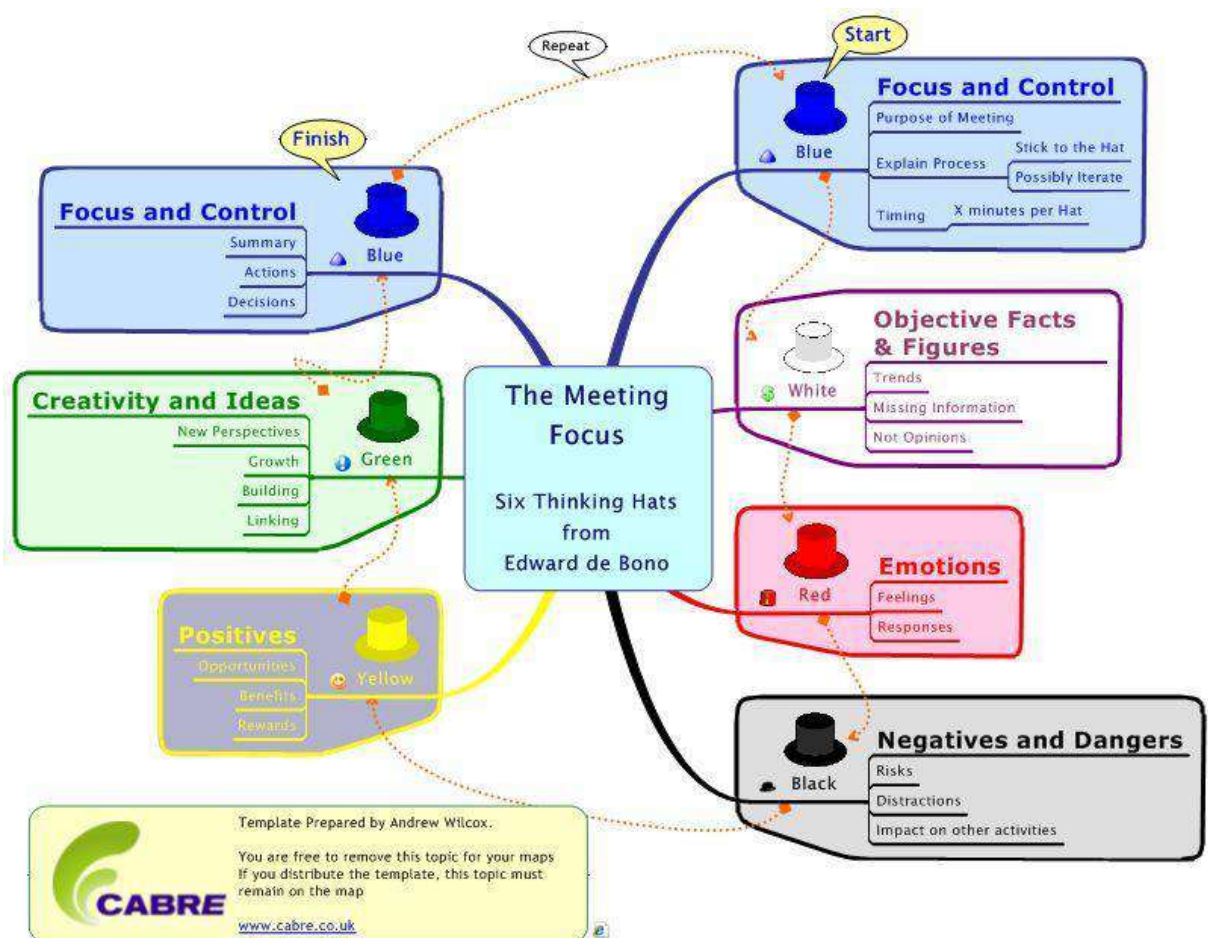 Repeat
Start
Focus and Control
Purpose of Meeting
Blue
Explain Process
Stick to the Hat
Possibly Iterate
Timing
X minutes per Hat
Finish
Focus and Control
Blue
Summary
Actions
Decisions
Objective Facts
& Figures
White
Trends
Missing Information
Not Opinions
The Meeting
Focus
Six Thinking Hats
from
Edward de Bono
Creativity and Ideas
Green
New Perspectives
Growth
Building
Linking
Emotions
Red
Feelings
Responses
Positives
Yellow
Opportunities
Benefits
Rewards
Negatives and Dangers
Black
Risks
Distractions
Impact on other activities
CABRE
Template Prepared by Andrew Wilcox.
You are free to remove this topic for your maps
If you distribute the template, this topic must
remain on the map
www.cabre.co.uk